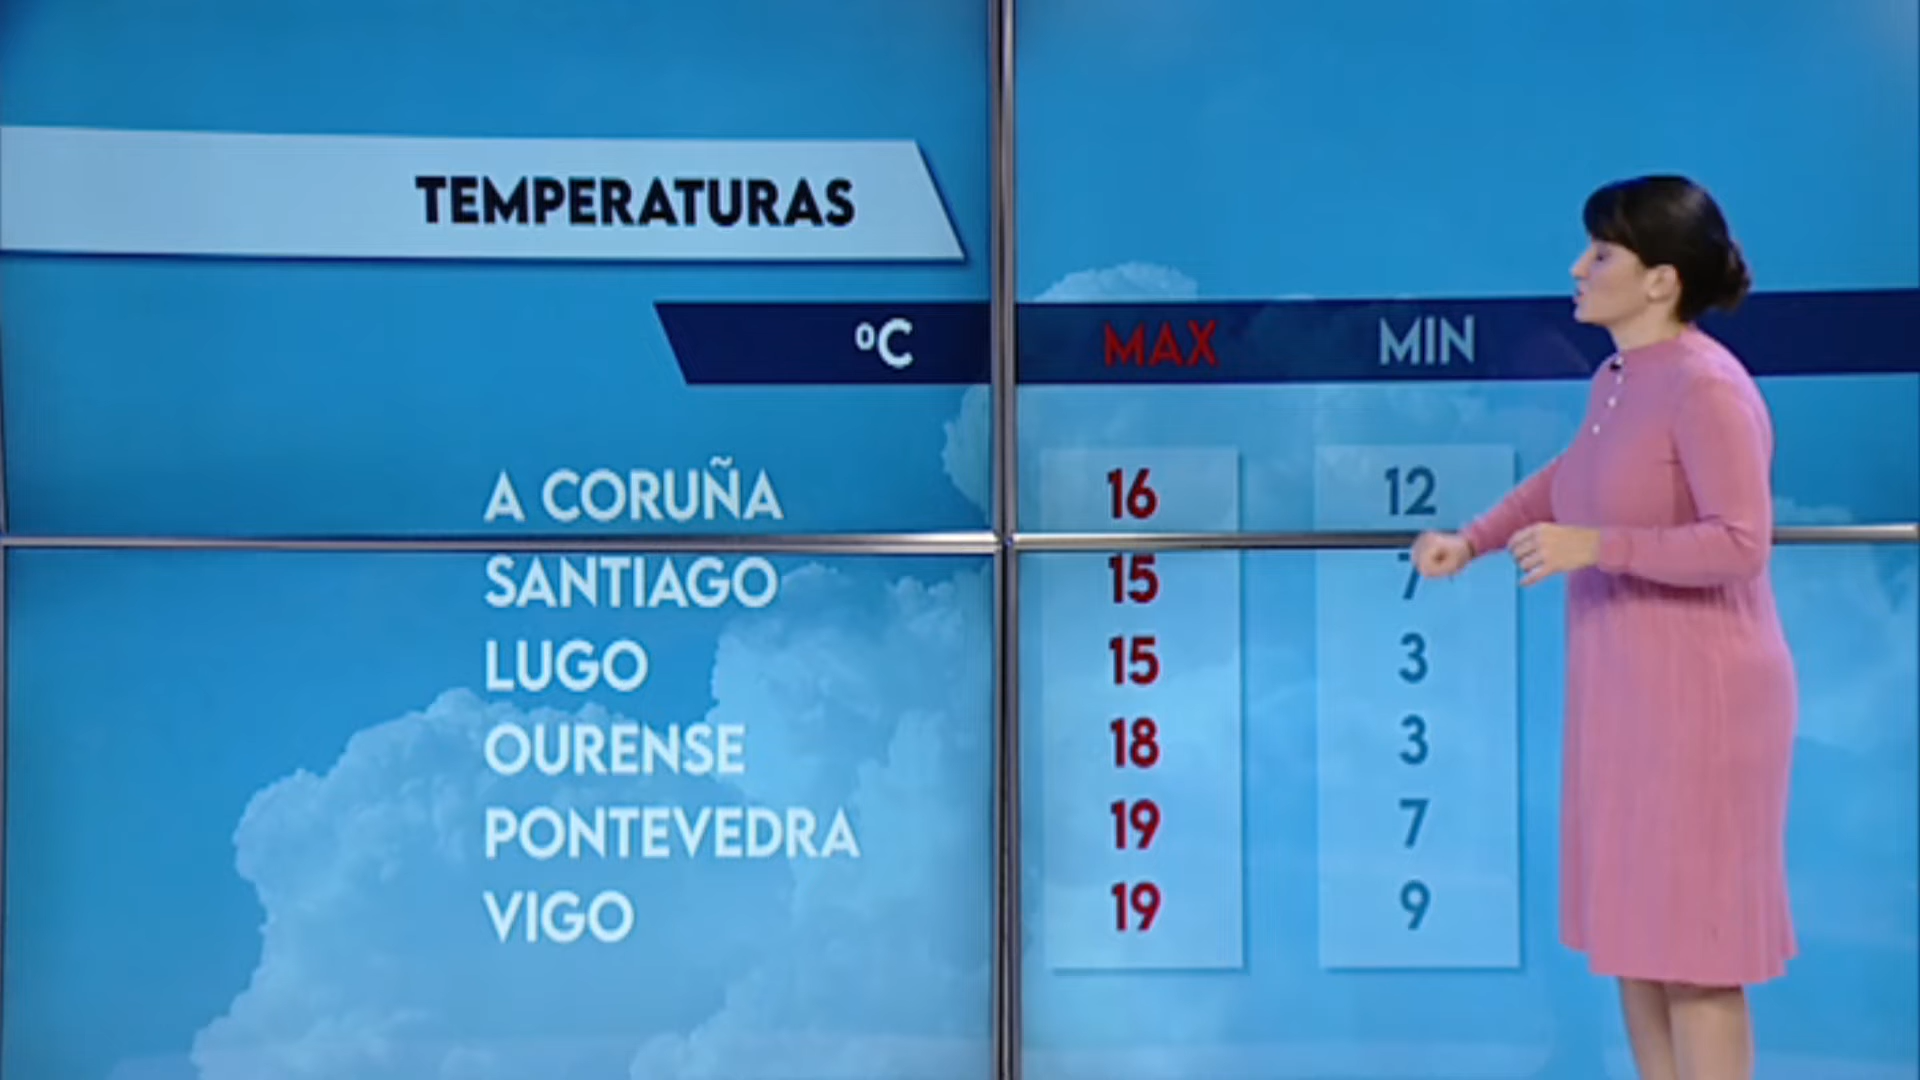 TEMPERATURAS
ºC MAX MIN
A CORUÑA 16 12
SANTIAGO 15 7
LUGO 15 3
OURENSE 18 3
PONTEVEDRA 19 7
VIGO 19 9